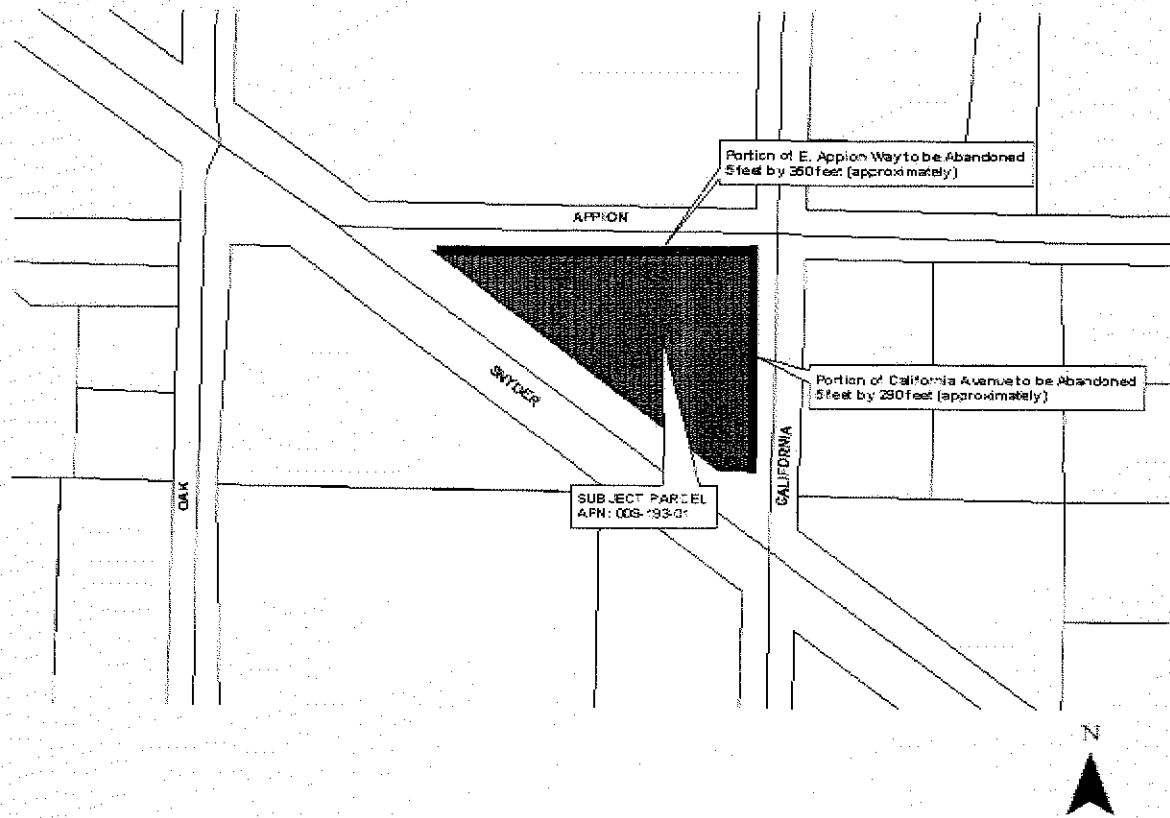 Portion of E. Appion Way to be Abandoned
5 feet by 350 feet (approximately)
APPION
SNYDER
Portion of California Avenue to be Abandoned
5 feet by 290 feet (approximately)
CALIFORNIA
OAK
SUBJECT PARCEL
APN: 009-193-01
N